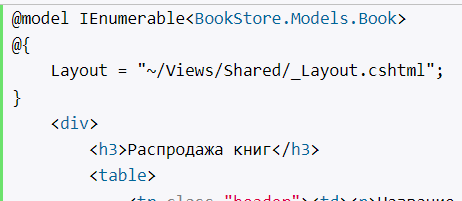 @model IEnumerable<BookStore.Models.Book>
@{
    Layout = "~/Views/Shared/_Layout.cshtml";
}
    <div>
        <h3>Распродажа книг</h3>
        <table>
            <tr class="header"><td><p>Название